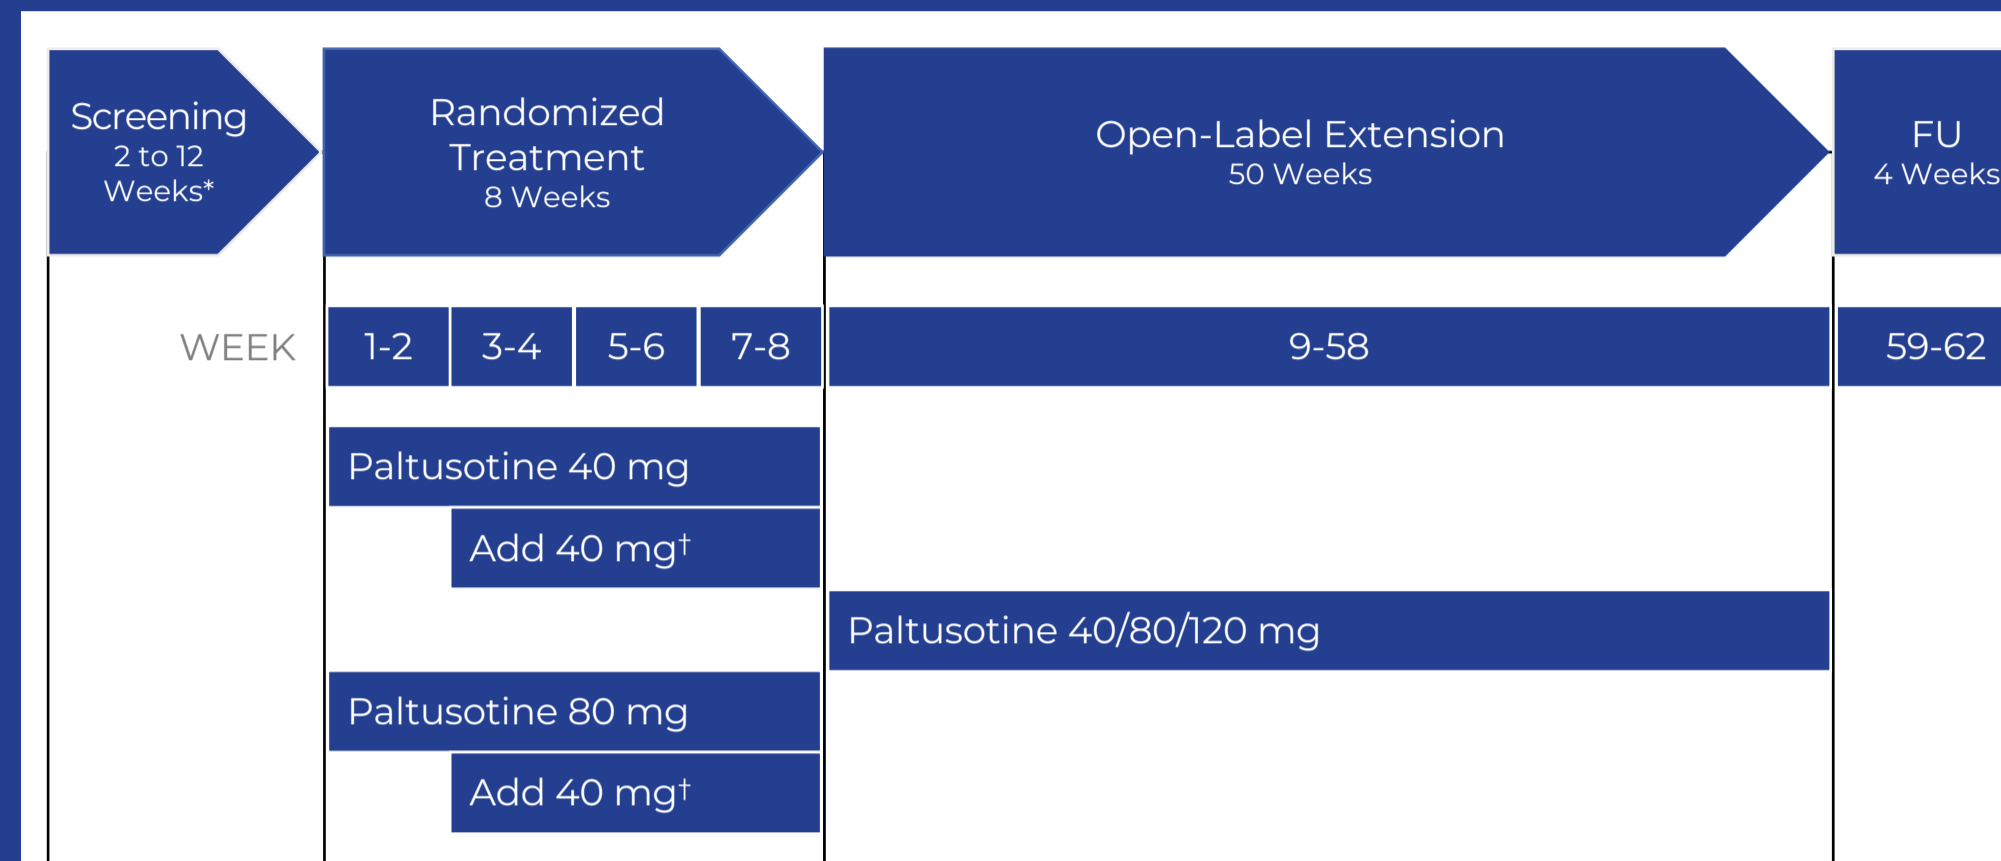 Screening
2 to 12
Weeks*
Randomized
Treatment
8 Weeks
Open-Label Extension
50 Weeks
FU
4 Weeks
WEEK
1-2
3-4
5-6
7-8
9-58
59-62
Paltusotine 40 mg
Add 40 mg†
Paltusotine 40/80/120 mg
Paltusotine 80 mg
Add 40 mg†